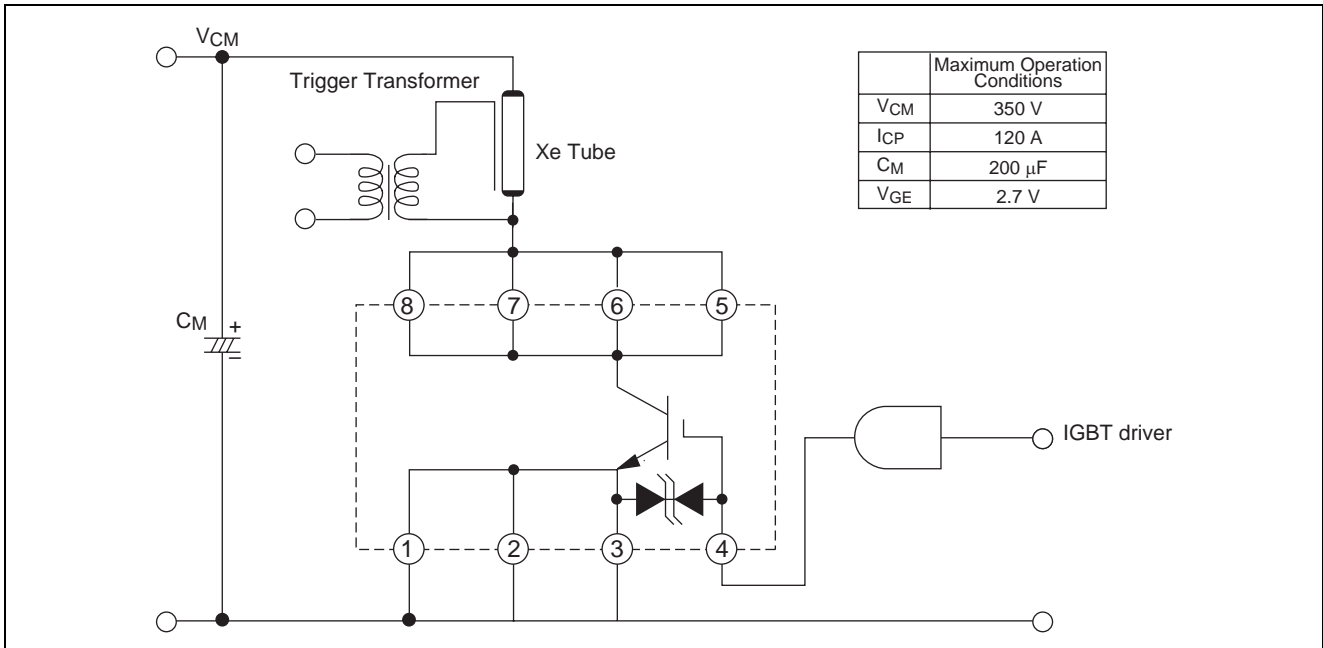 VCM
Trigger Transformer
Xe Tube
Maximum Operation
Conditions
VCM 350 V
ICP 120 A
CM 200 μF
VGE 2.7 V
8 7 6 5
CM
+
−
IGBT driver
1 2 3 4